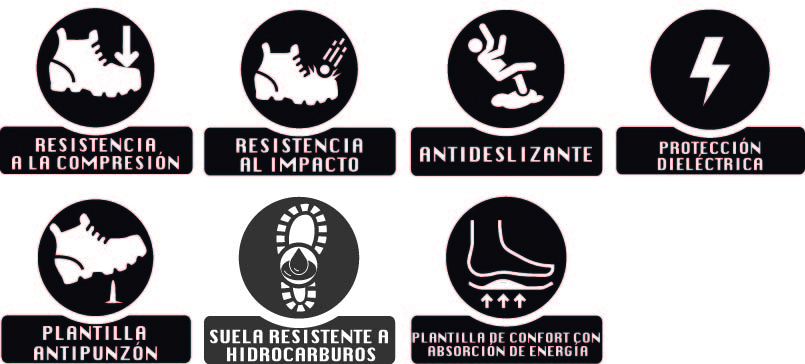 RESISTENCIA
A LA COMPRESIÓN
RESISTENCIA
AL IMPACTO
ANTIDESLIZANTE
PROTECCIÓN
DIELÉCTRICA
PLANTILLA
ANTIPUNZÓN
SUELA RESISTENTE A
HIDROCARBUROS
PLANTILLA DE CONFORT CON
ABSORCIÓN DE ENERGÍA